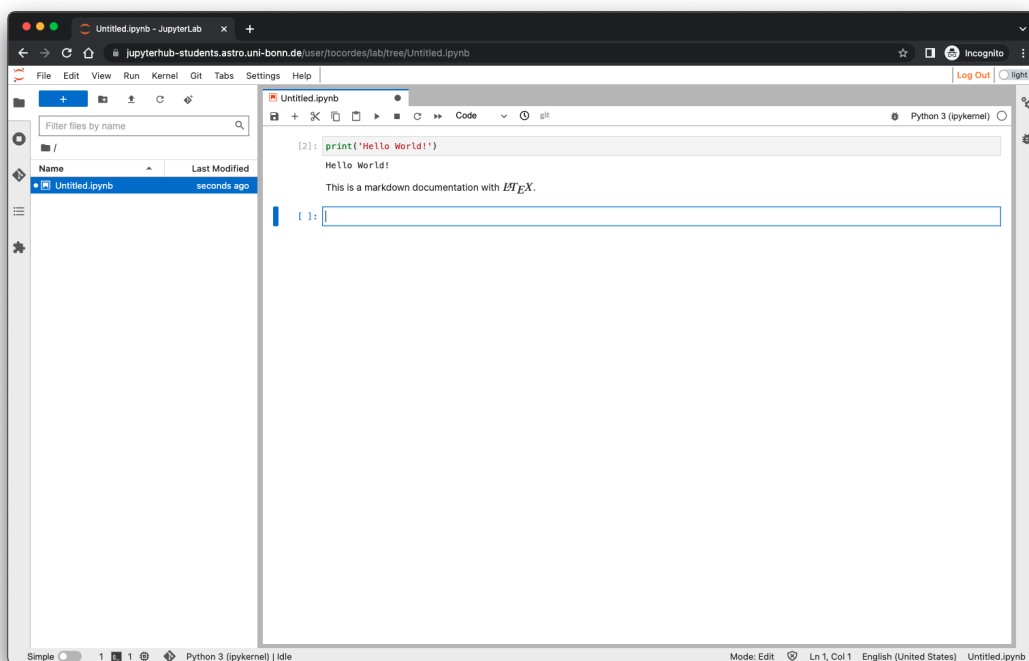 Untitled.ipynb - JupyterLab
jupyterhub-students.astro.uni-bonn.de/user/tocordes/lab/tree/Untitled.ipynb
Incognito
File Edit View Run Kernel Git Tabs Settings Help
Log Out
light
Untitled.ipynb
Filter files by name
Code
git
Python 3 (ipykernel)
/
Name Last Modified
Untitled.ipynb seconds ago
[2]: print('Hello World!')
Hello World!
This is a markdown documentation with LATEX.
[ ]:
Simple 1 $_ 1 Python 3 (ipykernel) | Idle
Mode: Edit Ln 1, Col 1 English (United States) Untitled.ipynb